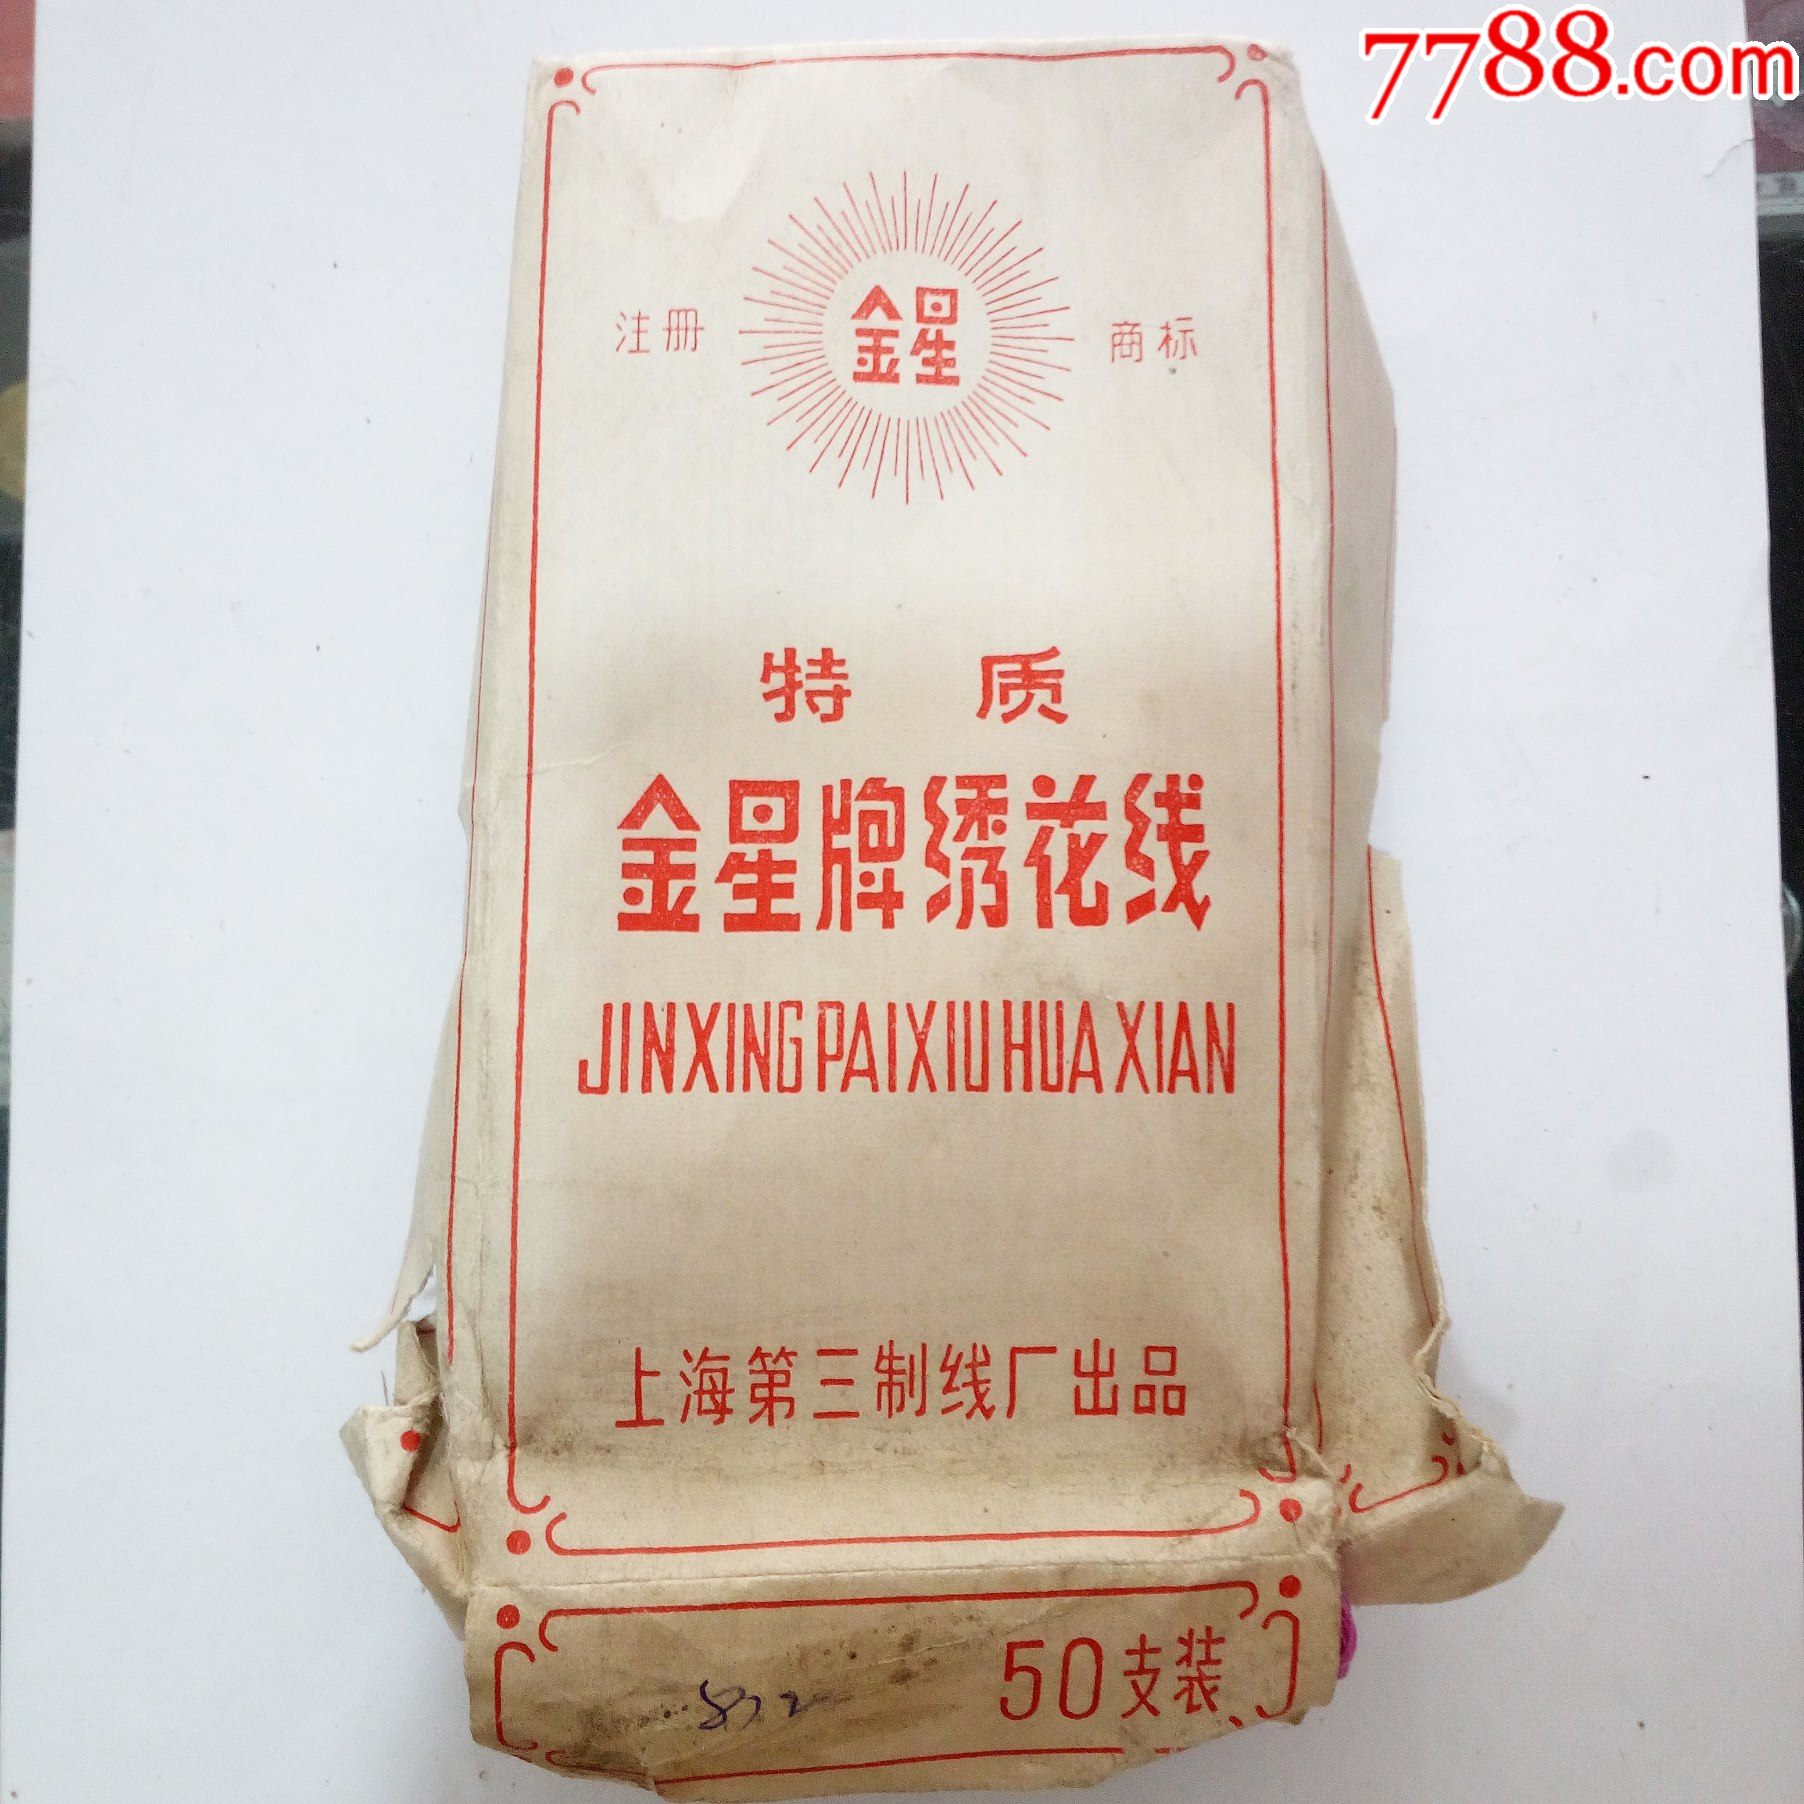 7788.com
注册 金星 商标
特质
金星牌绣花线
JINXINGPAIXIUHUAXIAN
上海第三制线厂出品
50支装